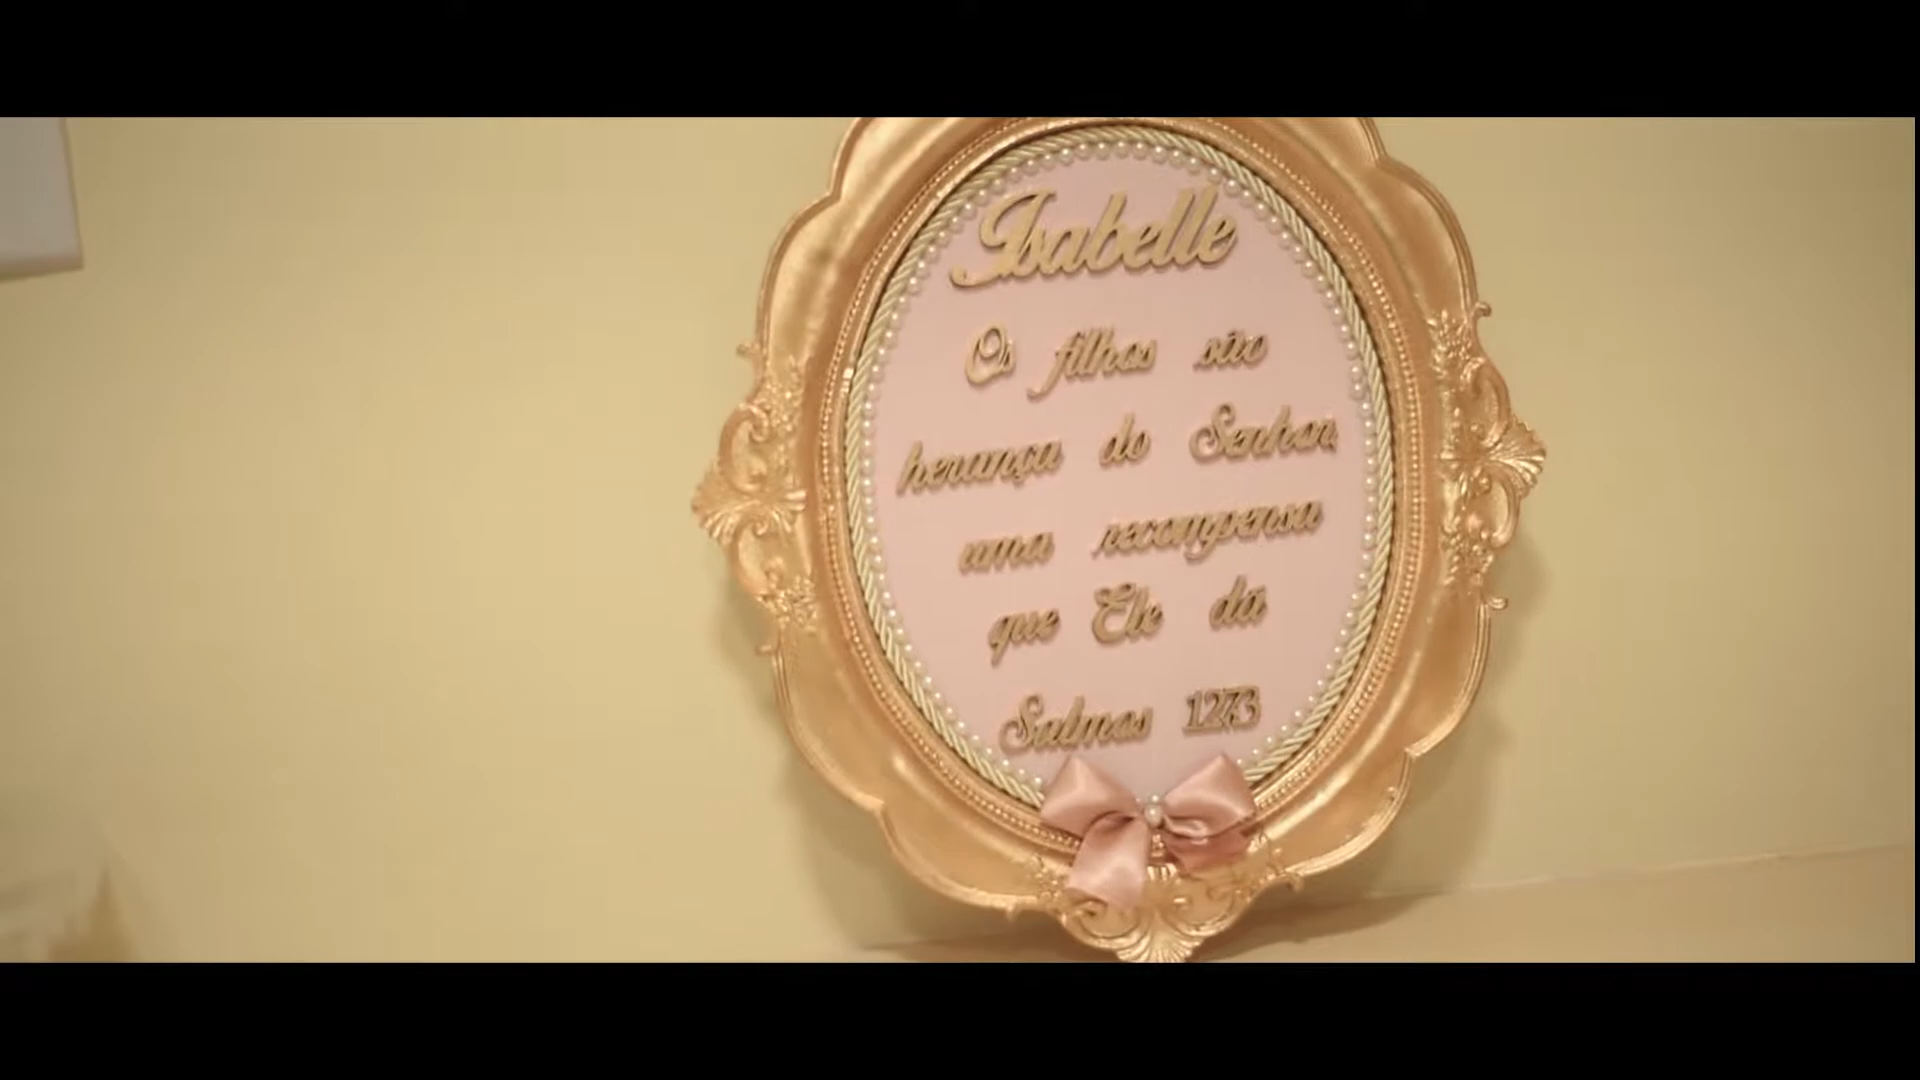 Isabelle
Os filhos são
herança do Senhor,
uma recompensa
que Ele dá
Salmos 127:3